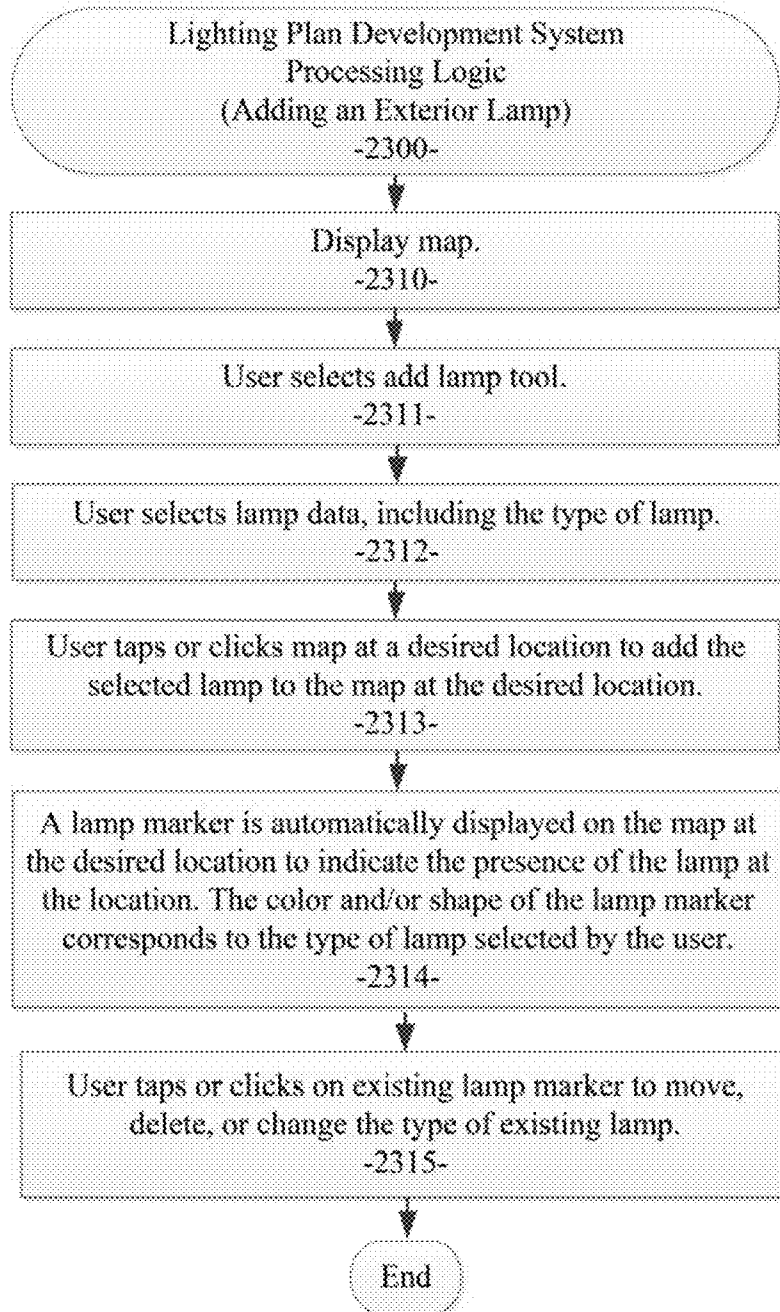 Lighting Plan Development System
Processing Logic
(Adding an Exterior Lamp)
-2300-
Display map.
-2310-
User selects add lamp tool.
-2311-
User selects lamp data, including the type of lamp.
-2312-
User taps or clicks map at a desired location to add the
selected lamp to the map at the desired location.
-2313-
A lamp marker is automatically displayed on the map at
the desired location to indicate the presence of the lamp at
the location. The color and/or shape of the lamp marker
corresponds to the type of lamp selected by the user.
-2314-
User taps or clicks on existing lamp marker to move,
delete, or change the type of existing lamp.
-2315-
End